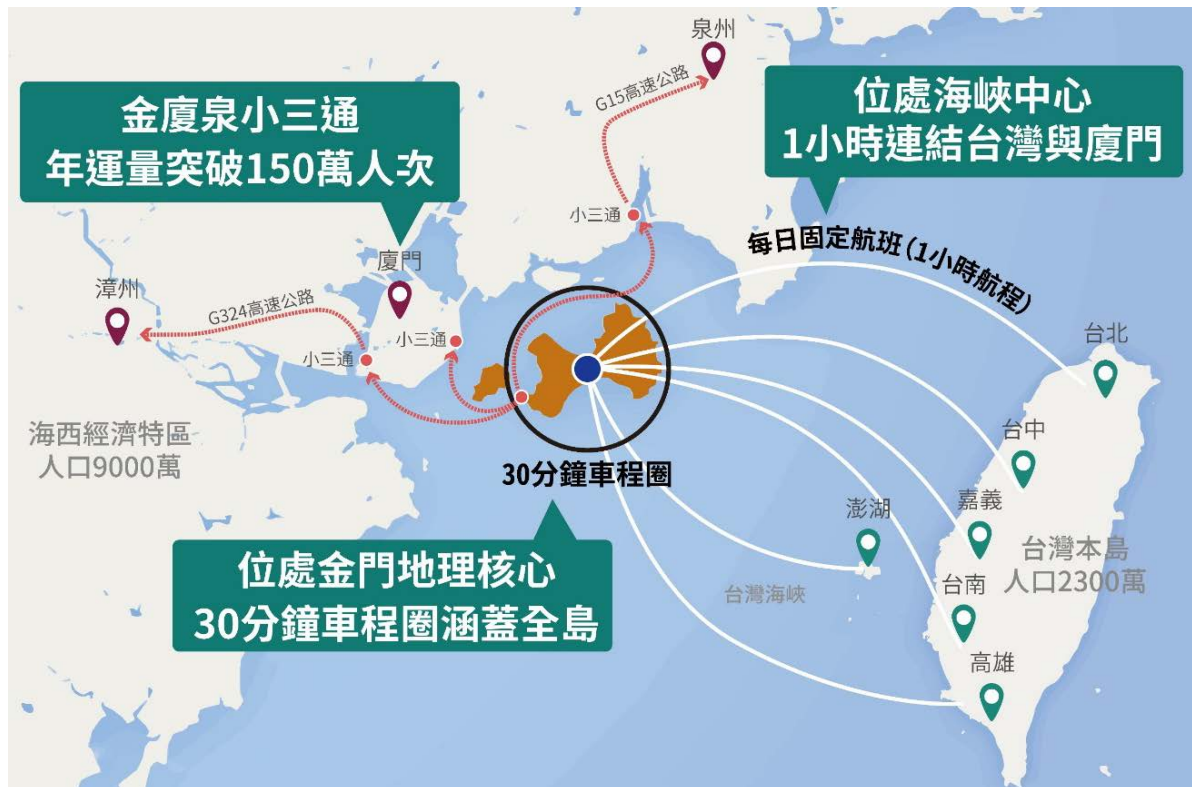 泉州
G15高速公路
金廈泉小三通
年運量突破150萬人次
位處海峽中心
1小時連結台灣與廈門
小三通
每日固定航班(1小時航程)
廈門
漳州
G324高速公路
小三通
小三通
台北
海西經濟特區
人口9000萬
30分鐘車程圈
台中
嘉義
澎湖
台灣本島
人口2300萬
位處金門地理核心
30分鐘車程圈涵蓋全島
台灣海峽
台南
高雄